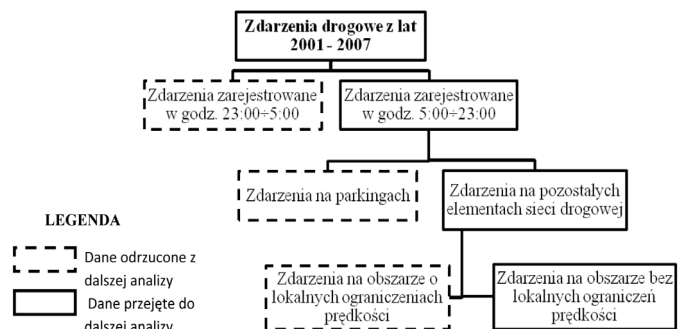 Zdarzenia drogowe z lat
2001 - 2007
Zdarzenia zarejestrowane
w godz. 23:00÷5:00
Zdarzenia zarejestrowane
w godz. 5:00÷23:00
Zdarzenia na parkingach
Zdarzenia na pozostałych
elementach sieci drogowej
LEGENDA
Dane odrzucone z
dalszej analizy
Dane przejęte do
dalszej analizy
Zdarzenia na obszarze o
lokalnych ograniczeniach
prędkości
Zdarzenia na obszarze bez
lokalnych ograniczeń
prędkości